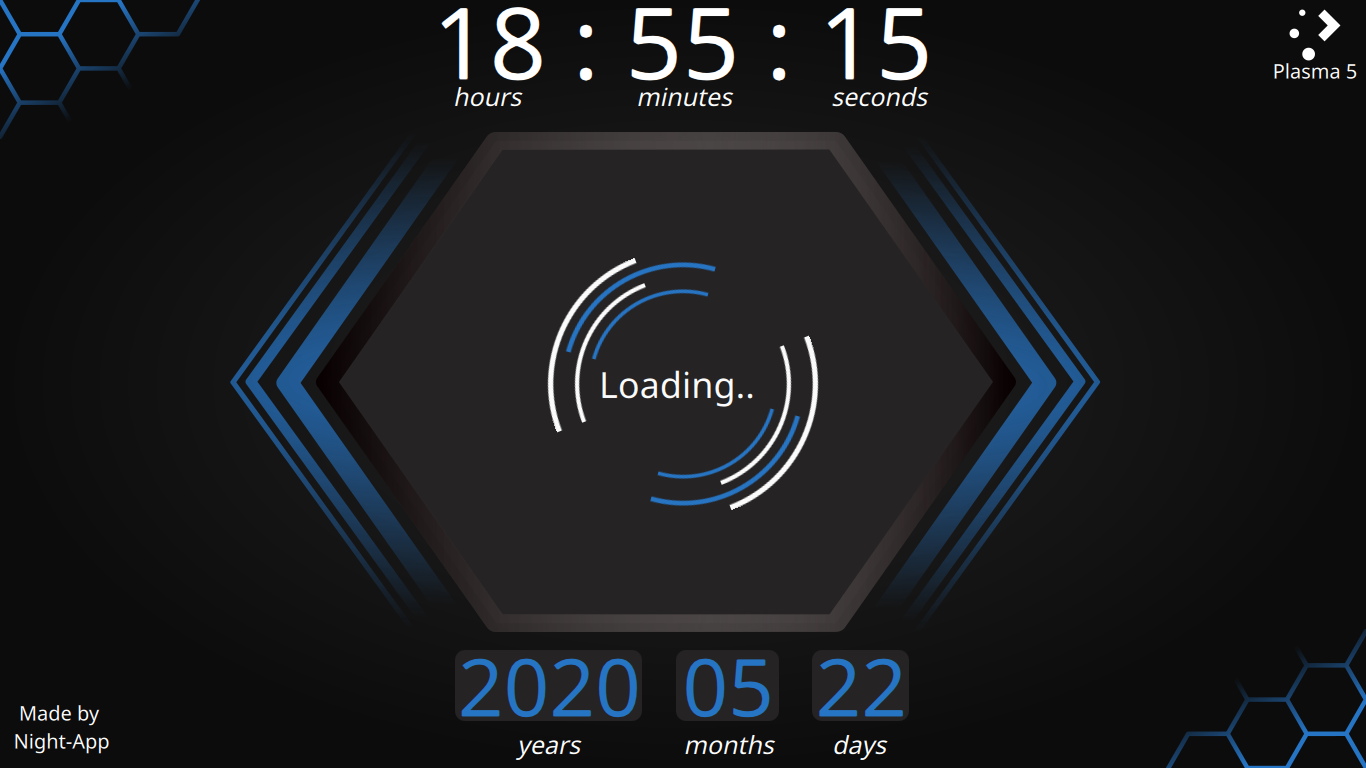 18 : 55 : 15
hours minutes seconds
Plasma 5
Loading..
2020 05 22
years months days
Made by
Night-App